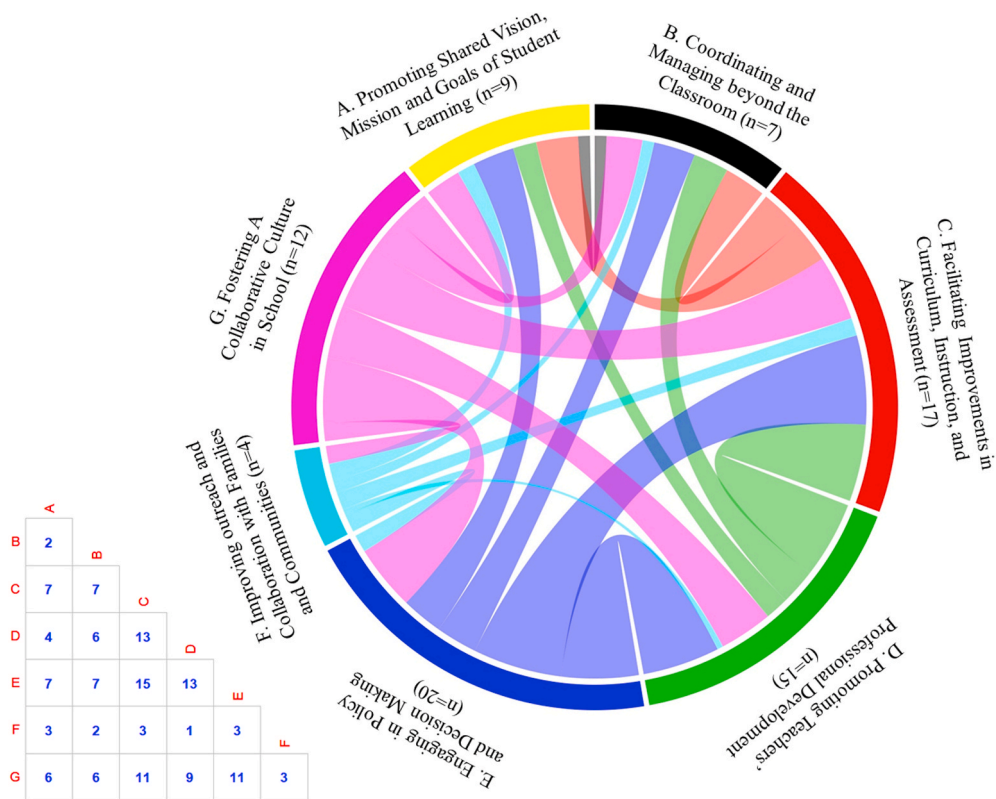 A. Promoting Shared Vision,
Mission and Goals of Student
Learning (n=9)
B. Coordinating and
Managing beyond the
Classroom (n=7)
C. Facilitating Improvements in
Curriculum, Instruction, and
Assessment (n=17)
D. Promoting Teachers'
Professional Development
(n=15)
E. Engaging in Policy
and Decision Making
(n=20)
F. Improving outreach and
Collaboration with Families
and Communities (n=4)
G. Fostering A
Collaborative Culture
in School (n=12)
A
B 2 B
C 7 7 C
D 4 6 13 D
E 7 7 15 13 E
F 3 2 3 1 3 F
G 6 6 11 9 11 3